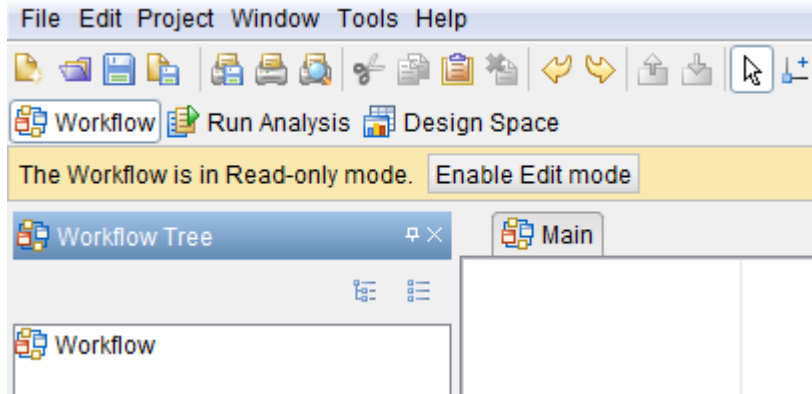 File Edit Project Window Tools Help
Workflow Run Analysis Design Space
The Workflow is in Read-only mode. Enable Edit mode
Workflow Tree Main
Workflow